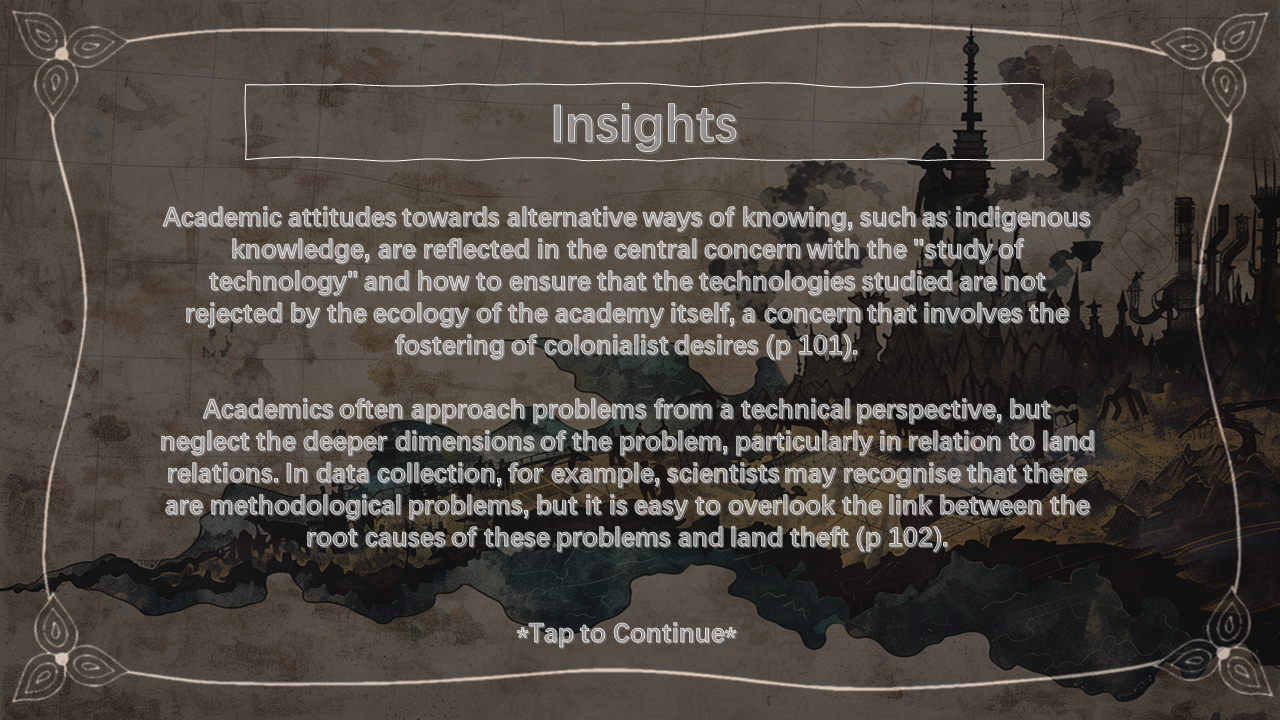 Insights
Academic attitudes towards alternative ways of knowing, such as indigenous
knowledge, are reflected in the central concern with the "study of
technology" and how to ensure that the technologies studied are not
rejected by the ecology of the academy itself, a concern that involves the
fostering of colonialist desires (p 101).
Academics often approach problems from a technical perspective, but
neglect the deeper dimensions of the problem, particularly in relation to land
relations. In data collection, for example, scientists may recognise that there
are methodological problems, but it is easy to overlook the link between the
root causes of these problems and land theft (p 102).
*Tap to Continue*